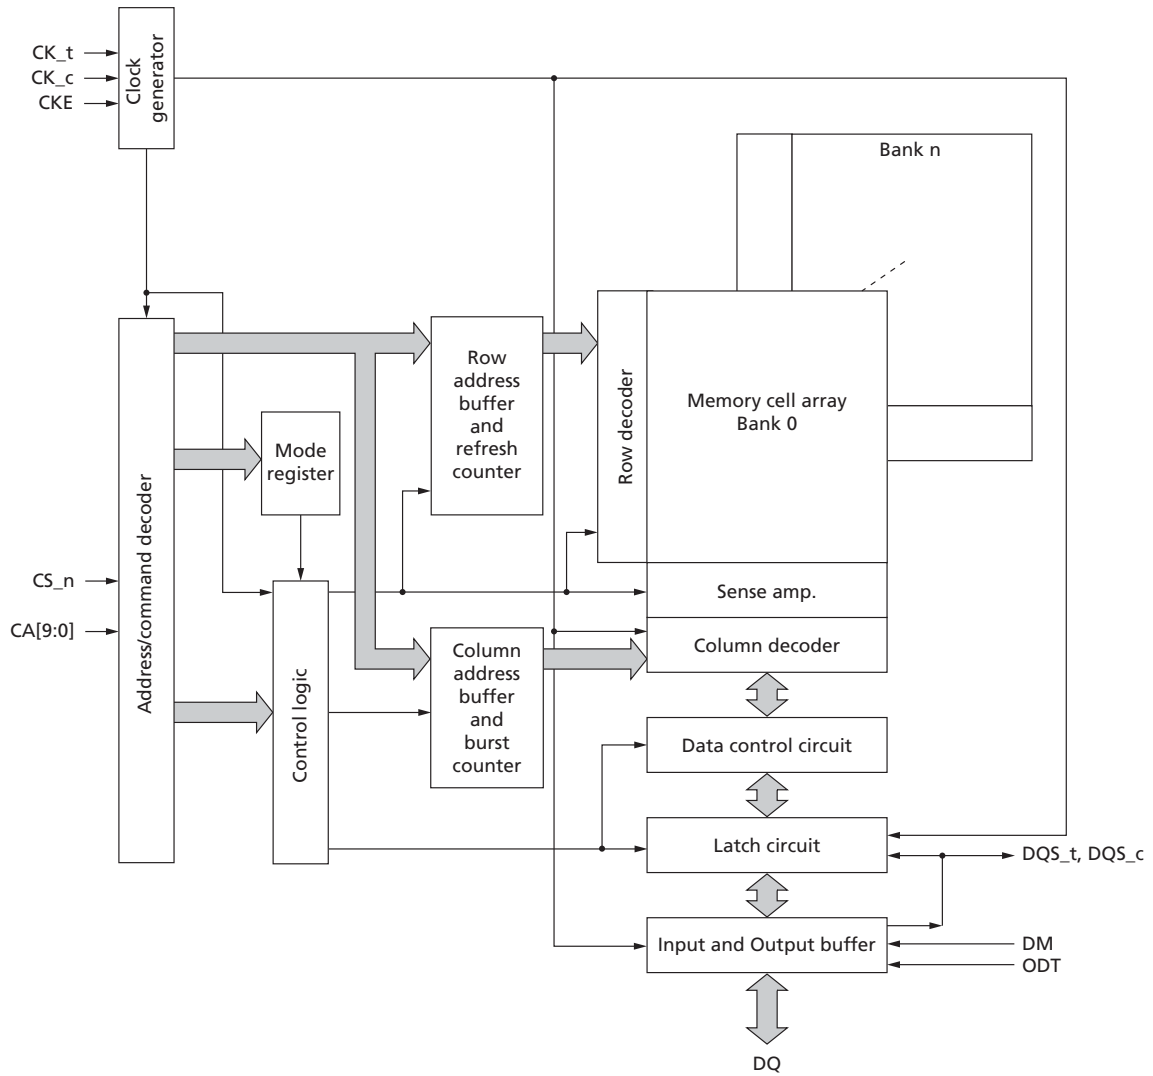 CK_t
CK_c
CKE
Clock
generator
Bank n
Row
address
buffer
and
refresh
counter
Row decoder
Memory cell array
Bank 0
Mode
register
Address/command decoder
CS_n
CA[9:0]
Sense amp.
Column decoder
Control logic
Column
address
buffer
and
burst
counter
Data control circuit
Latch circuit
DQS_t, DQS_c
Input and Output buffer
DM
ODT
DQ